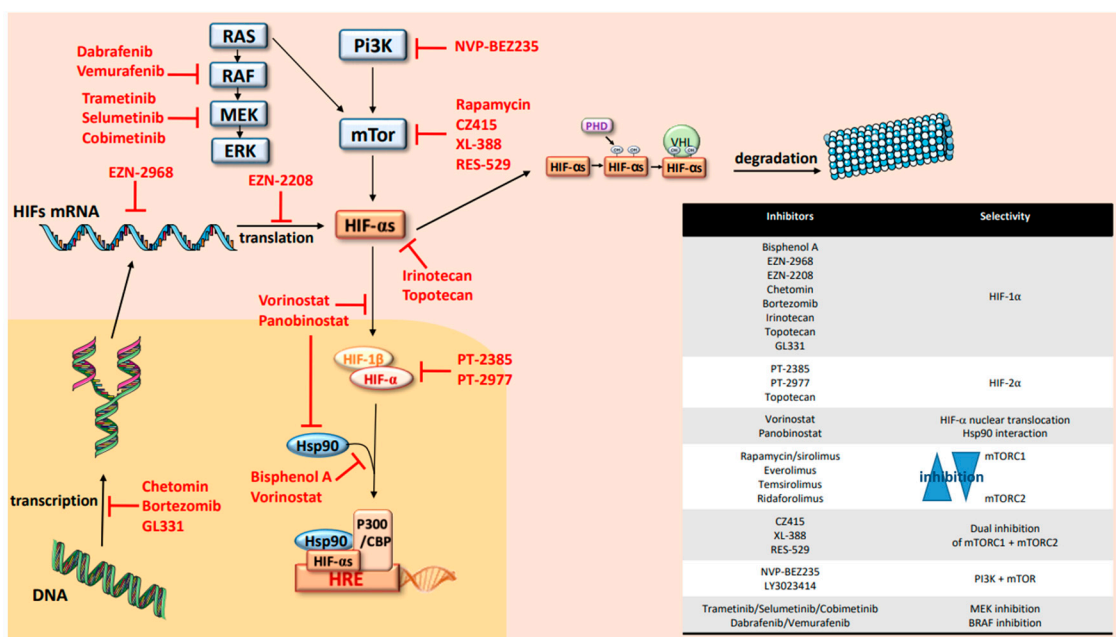 RAS
Pi3K
NVP-BEZ235
Dabrafenib
Vemurafenib
RAF
Trametinib
Selumetinib
Cobimetinib
MEK
ERK
mTor
Rapamycin
CZ415
XL-388
RES-529
PHD
OH
OH OH
VHL
OH OH
HIF-αs
HIF-αs
HIF-αs
degradation
EZN-2968
EZN-2208
HIFs mRNA
translation
HIF-αs
Irinotecan
Topotecan
Vorinostat
Panobinostat
HIF-1β
HIF-α
PT-2385
PT-2977
Hsp90
Bisphenol A
Vorinostat
transcription
Chetomin
Bortezomib
GL331
P300
/CBP
Hsp90
HIF-αs
HRE
DNA
Inhibitors Selectivity
Bisphenol A
EZN-2968
EZN-2208
Chetomin
Bortezomib
Irinotecan
Topotecan
GL331
HIF-1α
PT-2385
PT-2977
Topotecan
HIF-2α
Vorinostat HIF-α nuclear translocation
Panobinostat Hsp90 interaction
Rapamycin/sirolimus mTORC1
Everolimus
Temsirolimus
inhibition
Ridaforolimus mTORC2
CZ415
XL-388
RES-529
Dual inhibition
of mTORC1 + mTORC2
NVP-BEZ235
LY3023414
PI3K + mTOR
Trametinib/Selumetinib/Cobimetinib MEK inhibition
Dabrafenib/Vemurafenib BRAF inhibition